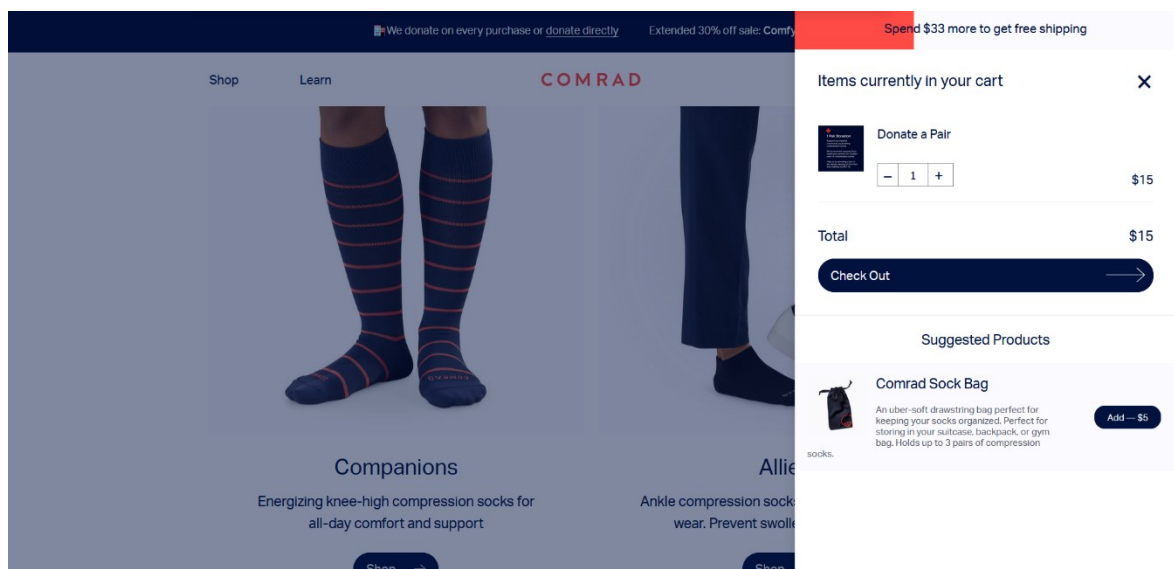 We donate on every purchase or donate directly
Extended 30% off sale: Comfy
Spend $33 more to get free shipping
Shop
Learn
COMRAD
Items currently in your cart
Donate a Pair
– 1 +
$15
Total
$15
Check Out
Suggested Products
Comrad Sock Bag
An uber-soft drawstring bag perfect for
keeping your socks organized. Perfect for
storing in your suitcase, backpack, or gym
bag. Holds up to 3 pairs of compression
socks.
Add — $5
COMRAD
Companions
Energizing knee-high compression socks for
all-day comfort and support
Shop
Allie
Ankle compression sock
wear. Prevent swolle
Shop